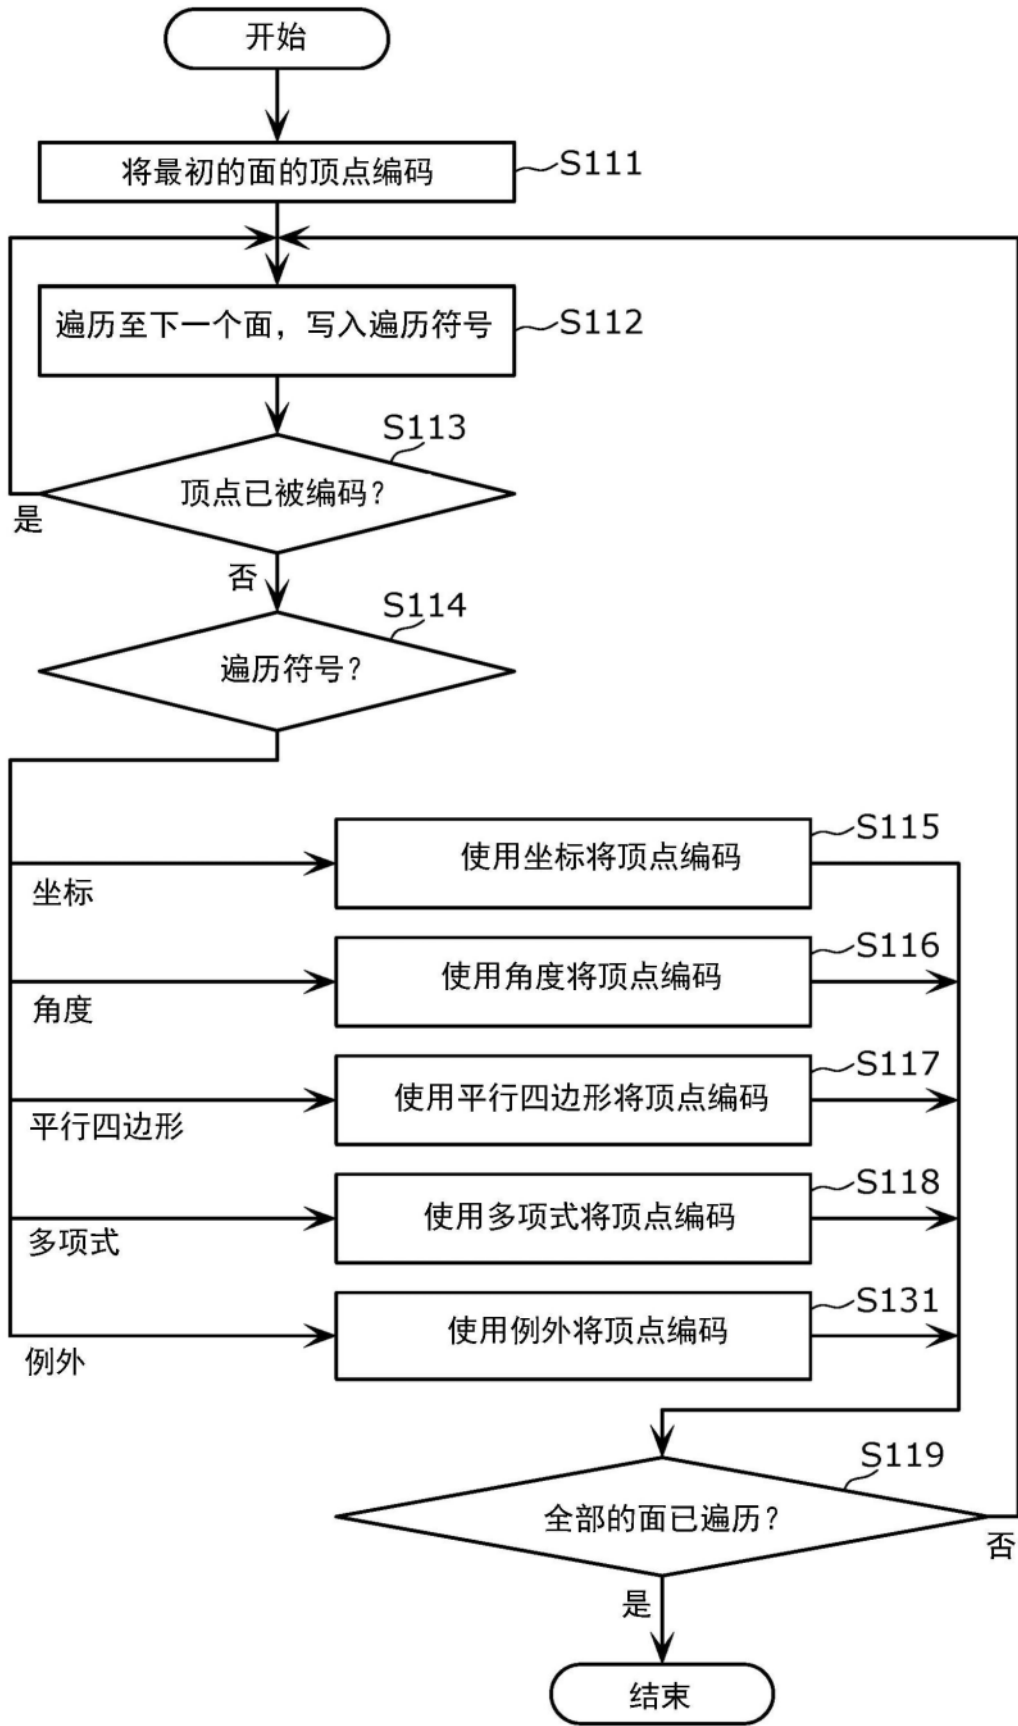 开始
将最初的面的顶点编码
S111
遍历至下一个面，写入遍历符号
S112
S113
顶点已被编码?
是
否
S114
遍历符号?
S115
使用坐标将顶点编码
坐标
S116
使用角度将顶点编码
角度
S117
使用平行四边形将顶点编码
平行四边形
S118
使用多项式将顶点编码
多项式
S131
使用例外将顶点编码
例外
S119
全部的面已遍历?
否
是
结束